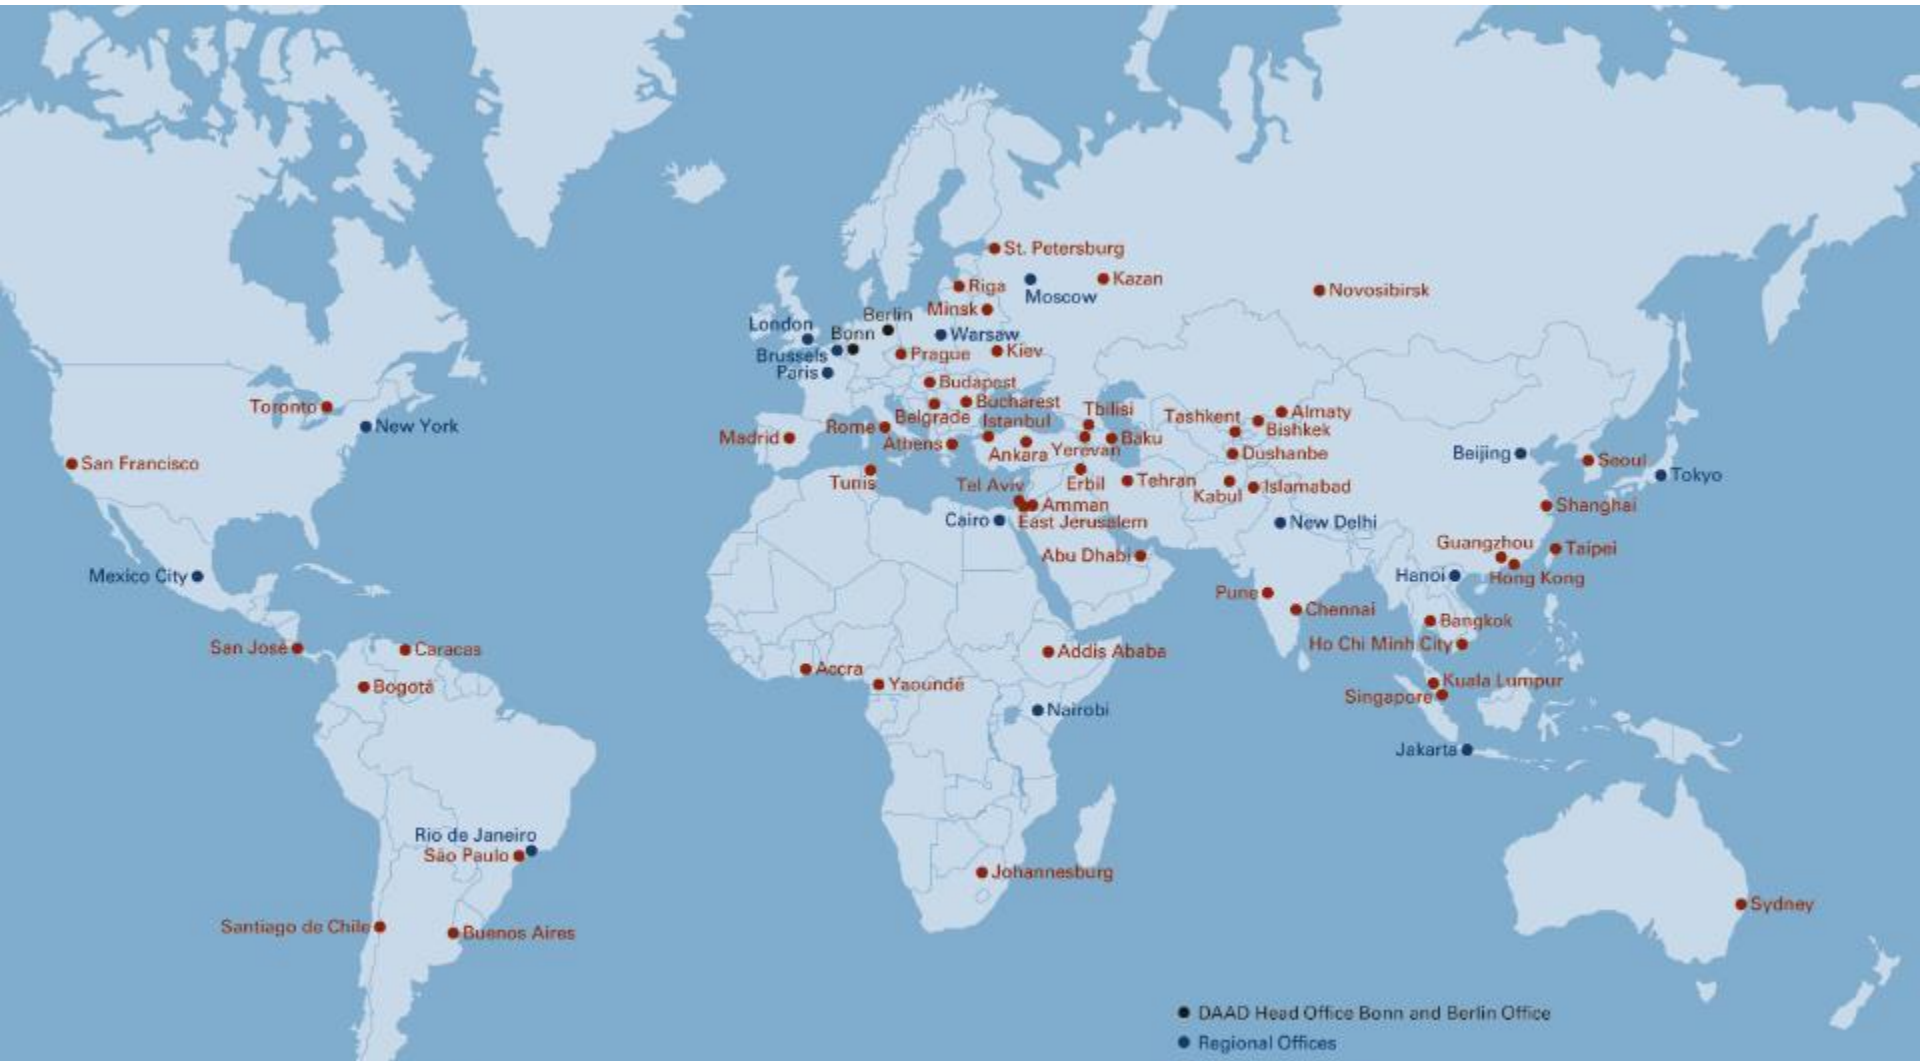 St. Petersburg
Kazan
Riga
Moscow
Novosibirsk
Minsk
Berlin
London
Bonn
Warsaw
Brussels
Prague
Kiev
Paris
Budapest
Toronto
Bucharest
Belgrade
Tbilisi
Almaty
Tashkent
Istanbul
New York
Rome
Bishkek
Madrid
Athens
Baku
Ankara
Yerevan
Dushanbe
Beijing
Seoul
San Francisco
Tokyo
Tunis
Tel Aviv
Erbil
Tehran
Kabul
Islamabad
Amman
Shanghai
Cairo
East Jerusalem
New Delhi
Guangzhou
Taipei
Abu Dhabi
Mexico City
Hanoi
Hong Kong
Pune
Chennai
Bangkok
San José
Caracas
Ho Chi Minh City
Addis Ababa
Accra
Bogotá
Yaoundé
Kuala Lumpur
Singapore
Nairobi
Jakarta
Rio de Janeiro
São Paulo
Johannesburg
Sydney
Santiago de Chile
Buenos Aires
DAAD Head Office Bonn and Berlin Office
Regional Offices